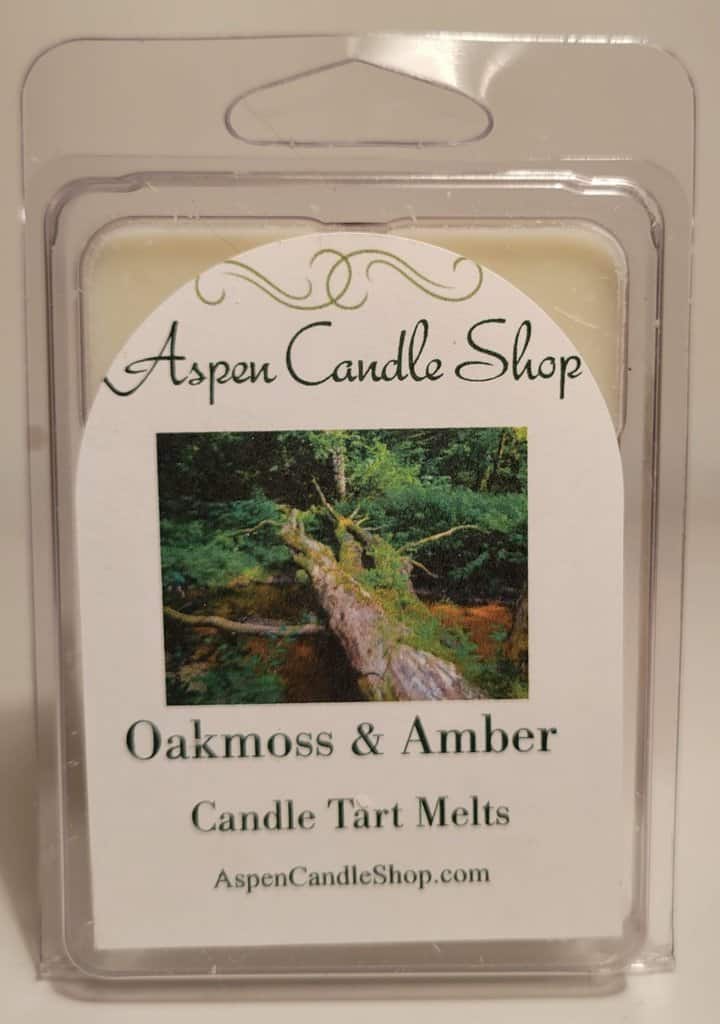 Aspen Candle Shop
Oakmoss & Amber
Candle Tart Melts
AspenCandleShop.com